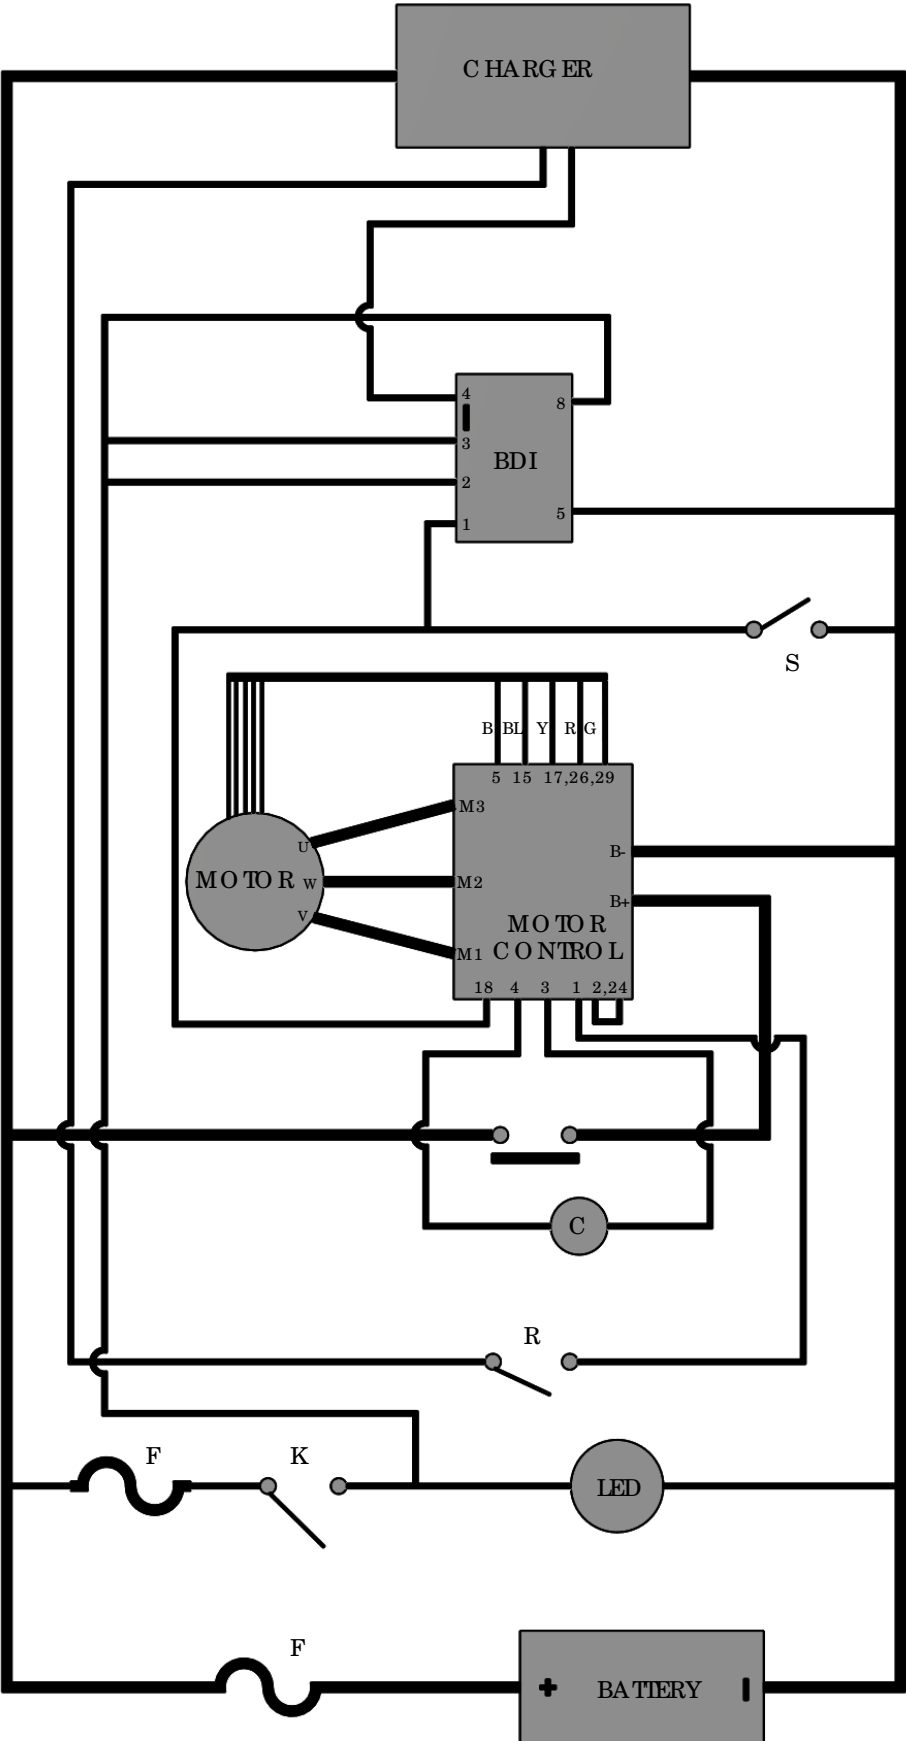 CHARGER
4
8
3
BDI
2
5
1
S
B BL Y R G
5 15 17,26,29
M3
U
B-
MOTOR W M2
B+
V
MOTOR
M1 CONTROL
18 4 3 1 2,24
C
R
F K
LED
F
+ BATTERY -